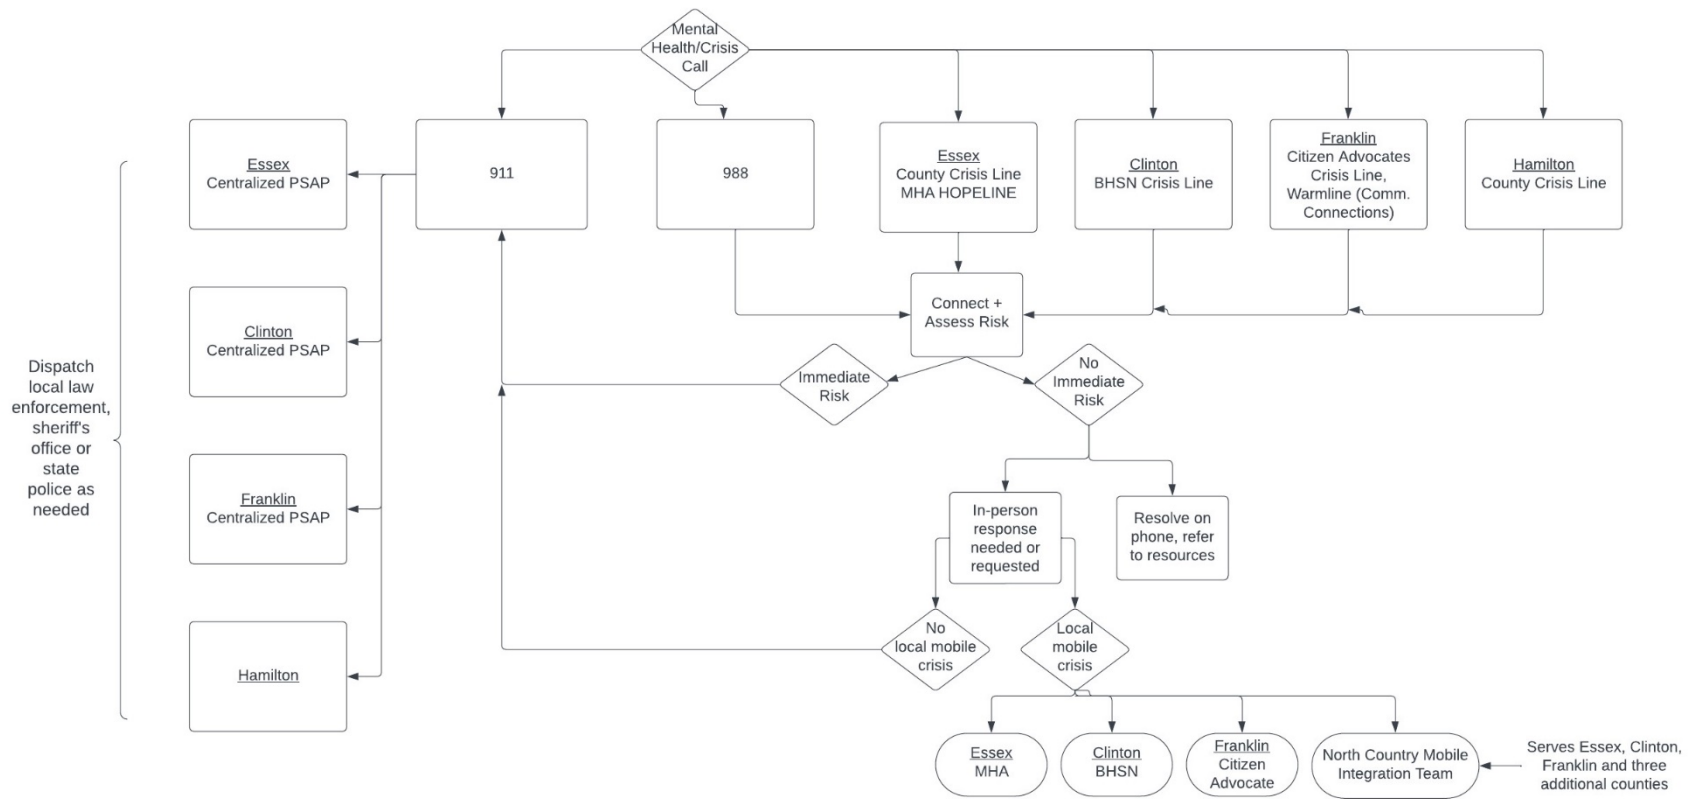 Mental
Health/Crisis
Call
Essex
Centralized PSAP
911
988
Essex
County Crisis Line
MHA HOPELINE
Clinton
BHSN Crisis Line
Franklin
Citizen Advocates
Crisis Line,
Warmline (Comm.
Connections)
Hamilton
County Crisis Line
Connect +
Assess Risk
Clinton
Centralized PSAP
Immediate
Risk
No
Immediate
Risk
Dispatch
local law
enforcement,
sheriff's
office or
state
police as
needed
Franklin
Centralized PSAP
In-person
response
needed or
requested
Resolve on
phone, refer
to resources
Hamilton
No
local mobile
crisis
Local
mobile
crisis
Essex
MHA
Clinton
BHSN
Franklin
Citizen
Advocate
North Country Mobile
Integration Team
Serves Essex, Clinton,
Franklin and three
additional counties